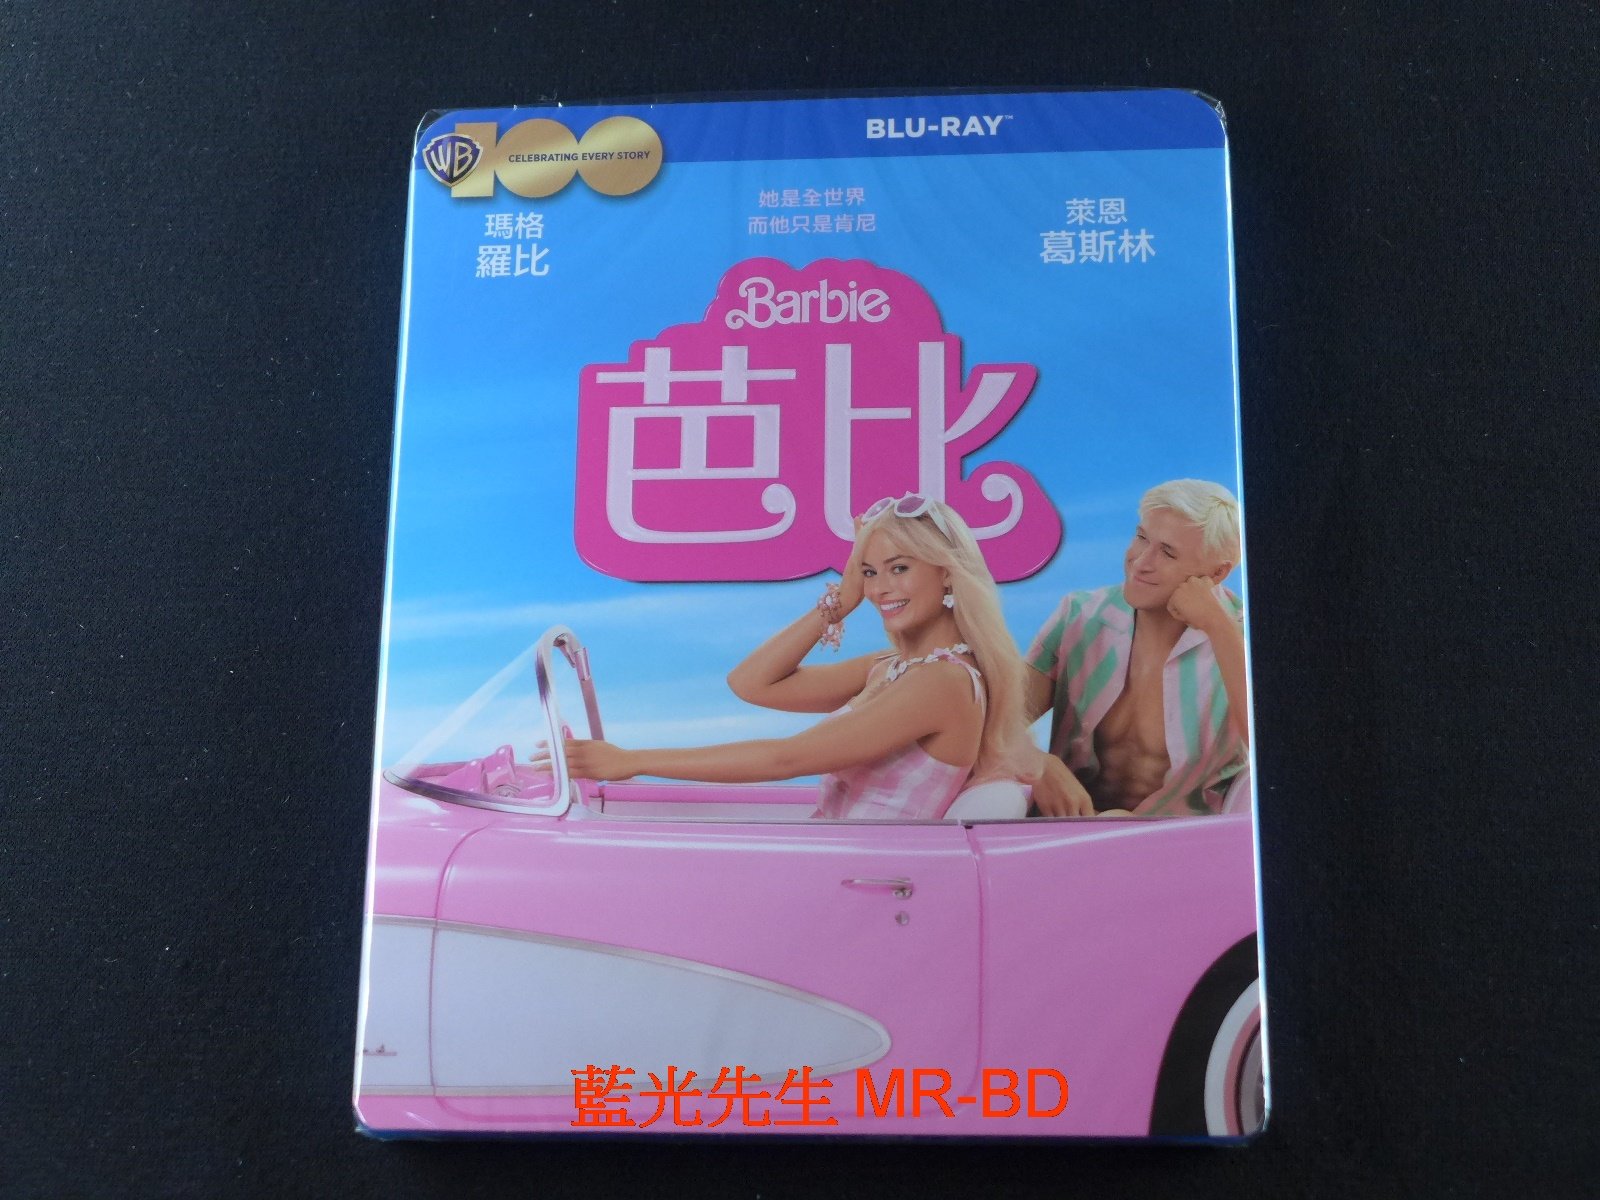 WB 100 CELEBRATING EVERY STORY
BLU-RAY™
瑪格
羅比
她是全世界
而他只是肯尼
萊恩
葛斯林
Barbie
芭比
藍光先生 MR-BD